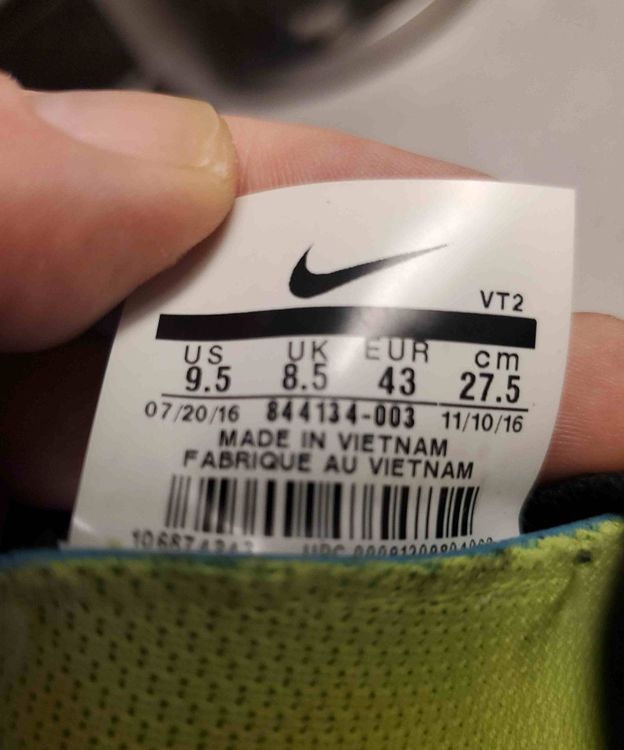 VT2
US UK EUR cm
9.5 8.5 43 27.5
07/20/16 844134-003 11/10/16
MADE IN VIETNAM
FABRIQUE AU VIETNAM
UPC